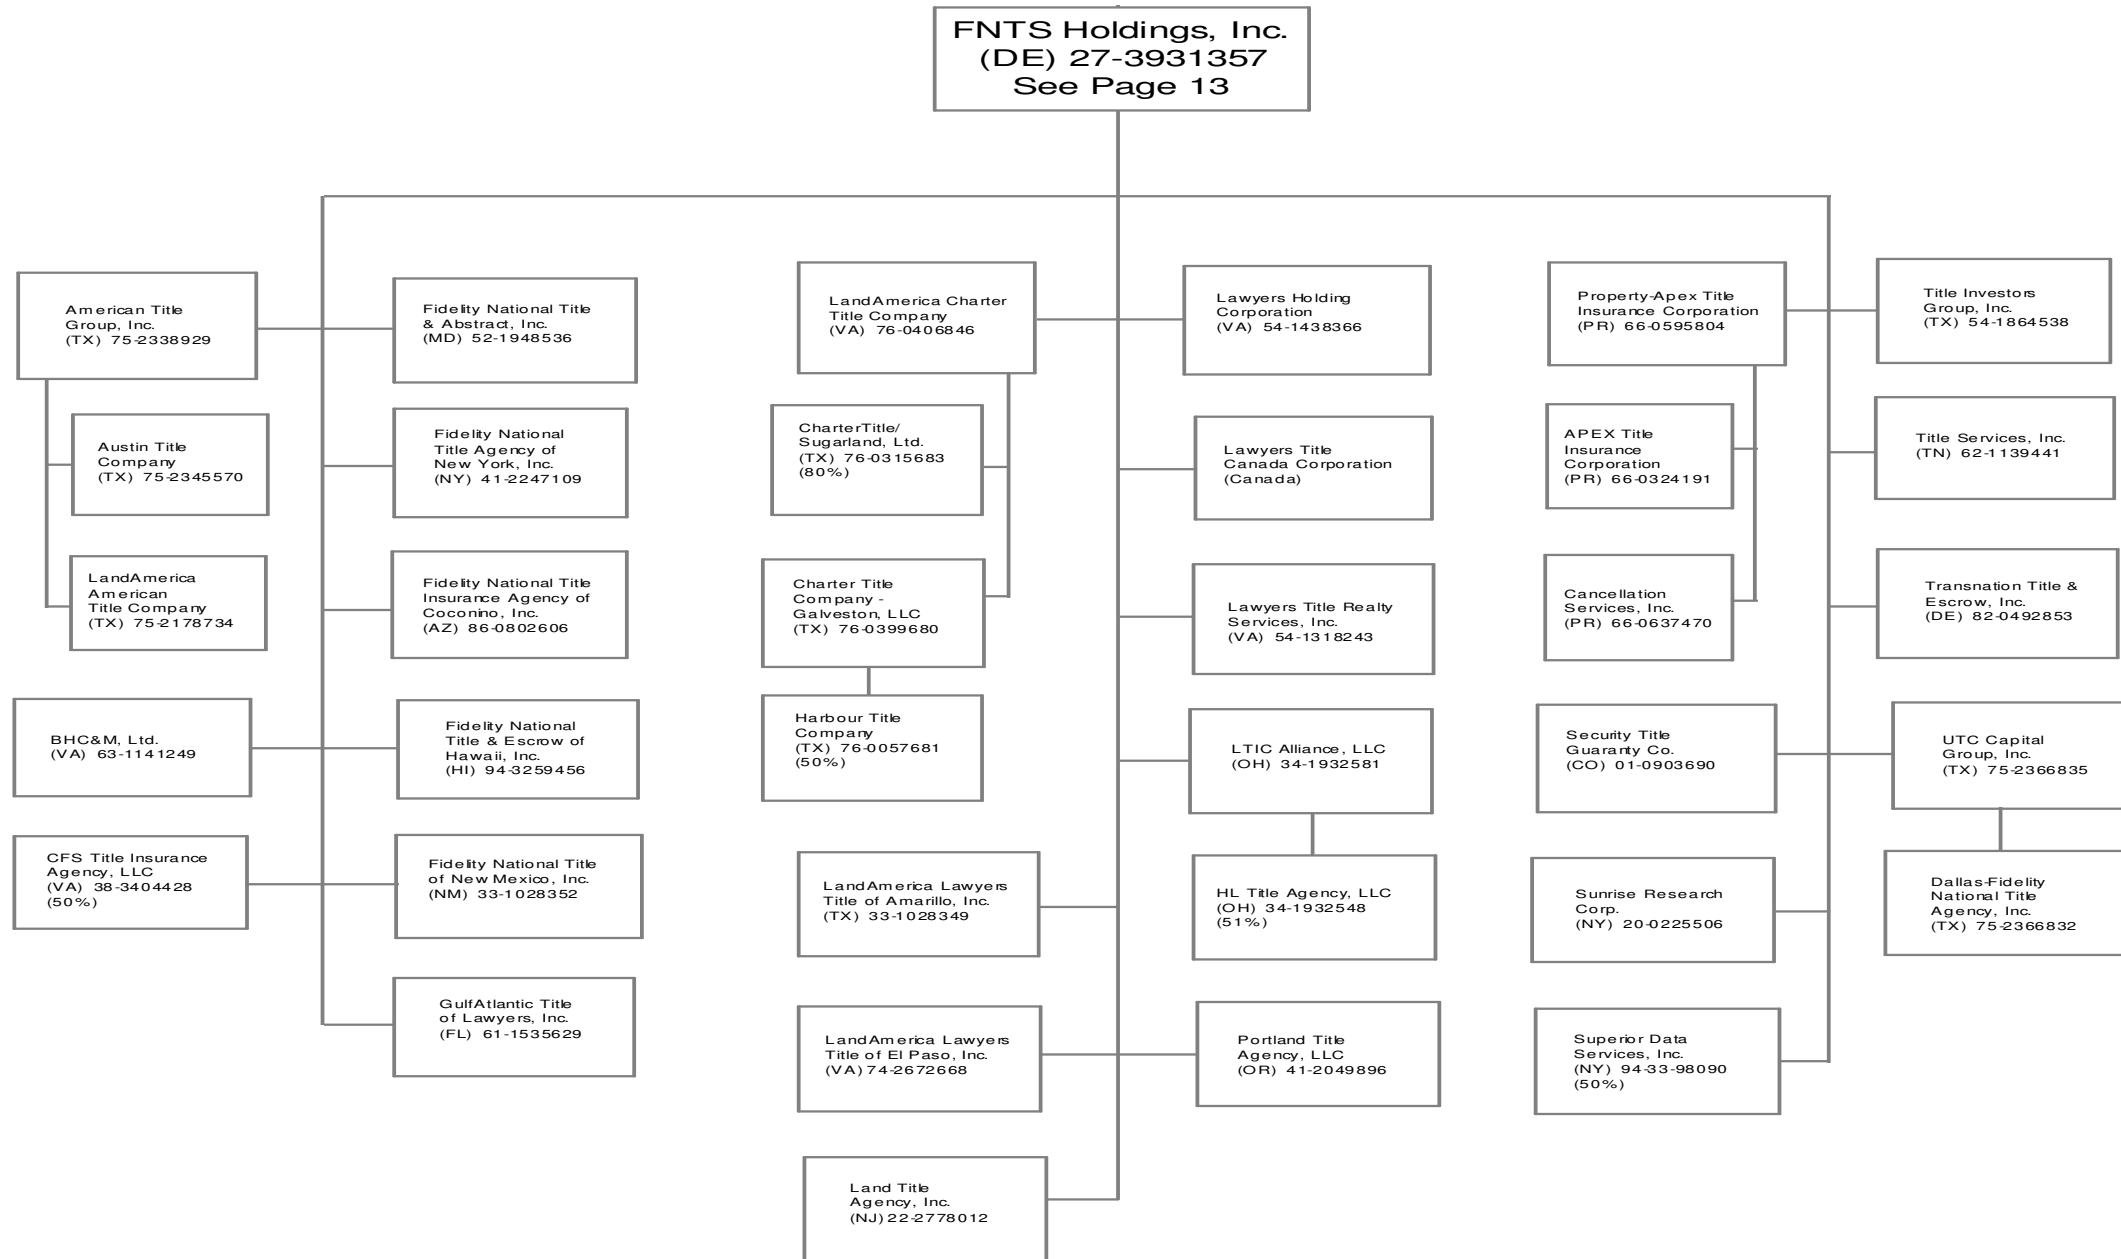 FNTS Holdings, Inc.
(DE) 27-3931357
See Page 13
American Title
Group, Inc.
(TX) 75-2338929
Fidelity National Title
& Abstract, Inc.
(MD) 52-1948536
Austin Title
Company
(TX) 75-2345570
Fidelity National
Title Agency of
New York, Inc.
(NY) 41-2247109
LandAmerica
American
Title Company
(TX) 75-2178734
Fidelity National Title
Insurance Agency of
Coconino, Inc.
(AZ) 86-0802606
BHC&M, Ltd.
(VA) 63-1141249
Fidelity National
Title & Escrow of
Hawaii, Inc.
(HI) 94-3259456
CFS Title Insurance
Agency, LLC
(VA) 38-3404428
(50%)
Fidelity National Title
of New Mexico, Inc.
(NM) 33-1028352
GulfAtlantic Title
of Lawyers, Inc.
(FL) 61-1535629
LandAmerica Charter
Title Company
(VA) 76-0406846
Lawyers Holding
Corporation
(VA) 54-1438366
CharterTitle/
Sugarland, Ltd.
(TX) 76-0315683
(80%)
Lawyers Title
Canada Corporation
(Canada)
Charter Title
Company -
Galveston, LLC
(TX) 76-0399680
Lawyers Title Realty
Services, Inc.
(VA) 54-1318243
Harbour Title
Company
(TX) 76-0057681
(50%)
LTIC Alliance, LLC
(OH) 34-1932581
LandAmerica Lawyers
Title of Amarillo, Inc.
(TX) 33-1028349
HL Title Agency, LLC
(OH) 34-1932548
(51%)
LandAmerica Lawyers
Title of El Paso, Inc.
(VA) 74-2672668
Portland Title
Agency, LLC
(OR) 41-2049896
Land Title
Agency, Inc.
(NJ) 22-2778012
Property-Apex Title
Insurance Corporation
(PR) 66-0595804
Title Investors
Group, Inc.
(TX) 54-1864538
APEX Title
Insurance
Corporation
(PR) 66-0324191
Title Services, Inc.
(TN) 62-1139441
Cancellation
Services, Inc.
(PR) 66-0637470
Transnation Title &
Escrow, Inc.
(DE) 82-0492853
Security Title
Guaranty Co.
(CO) 01-0903690
UTC Capital
Group, Inc.
(TX) 75-2366835
Sunrise Research
Corp.
(NY) 20-0225506
Dallas-Fidelity
National Title
Agency, Inc.
(TX) 75-2366832
Superior Data
Services, Inc.
(NY) 94-33-98090
(50%)